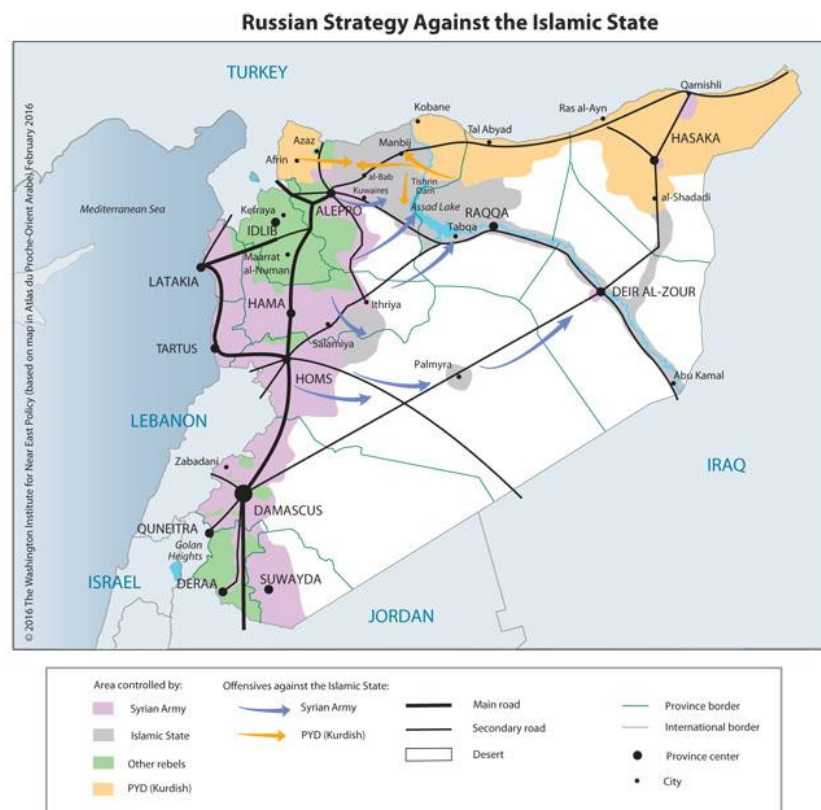 Russian Strategy Against the Islamic State
TURKEY
Qamishli
Kobane
Ras al-Ayn
Azaz
Tal Abyad
Manbij
HASAKA
Afrin
al-Bab
Tishrin
Dam
Kuwaires
al-Shadadi
Mediterranean Sea
Kefraya
ALEPPO
Assad Lake
RAQQA
IDLIB
Tabqa
Maarrat
al-Numan
LATAKIA
DEIR AL-ZOUR
HAMA
Ithriya
Salamiya
TARTUS
Palmyra
HOMS
Abu Kamal
LEBANON
IRAQ
Zabadani
DAMASCUS
QUNEITRA
Golan
Heights
ISRAEL
DERAA
SUWAYDA
JORDAN
© 2016 The Washington Institute for Near East Policy (based on map in Atlas du Proche-Orient Arabe) February 2016
Area controlled by:
Syrian Army
Islamic State
Other rebels
PYD (Kurdish)
Offensives against the Islamic State:
Syrian Army
PYD (Kurdish)
Main road
Secondary road
Desert
Province border
International border
Province center
City